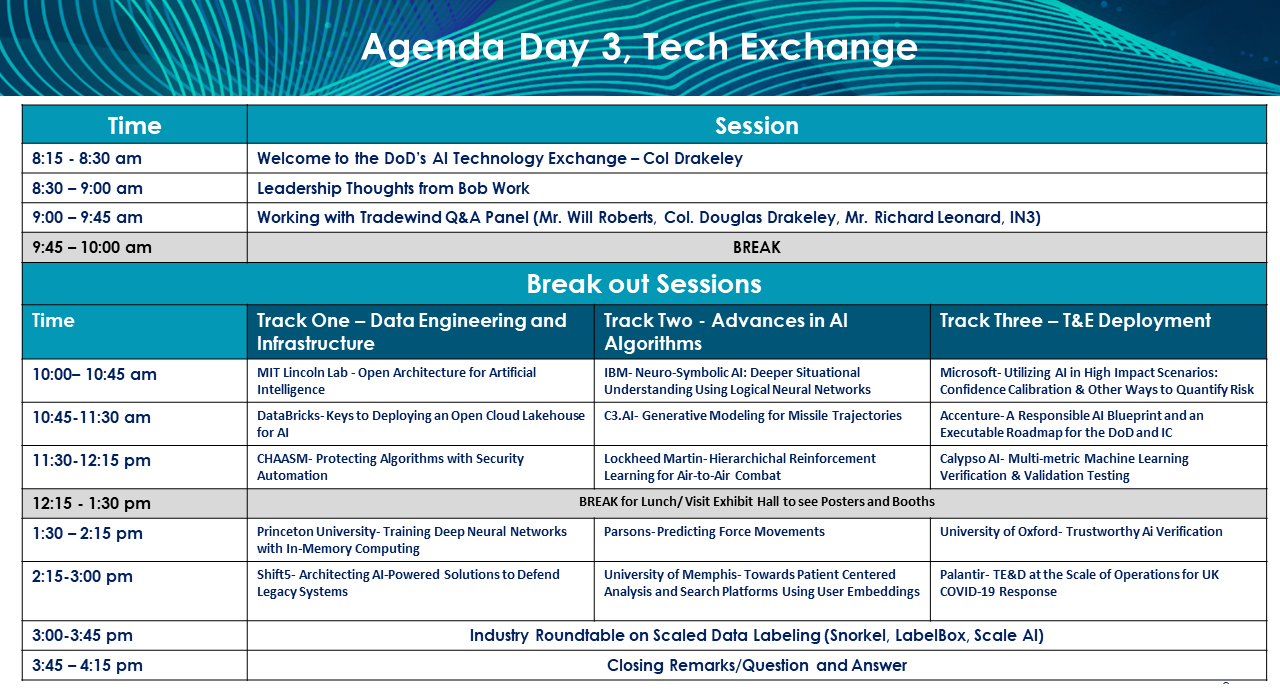 Agenda Day 3, Tech Exchange
Time
Session
8:15 - 8:30 am
Welcome to the DoD's AI Technology Exchange – Col Drakeley
8:30 – 9:00 am
Leadership Thoughts from Bob Work
9:00 – 9:45 am
Working with Tradewind Q&A Panel (Mr. Will Roberts, Col. Douglas Drakeley, Mr. Richard Leonard, IN3)
9:45 – 10:00 am
BREAK
Break out Sessions
Time
Track One – Data Engineering and
Infrastructure
Track Two - Advances in AI
Algorithms
Track Three – T&E Deployment
10:00– 10:45 am
MIT Lincoln Lab - Open Architecture for Artificial
Intelligence
IBM- Neuro-Symbolic AI: Deeper Situational
Understanding Using Logical Neural Networks
Microsoft- Utilizing AI in High Impact Scenarios:
Confidence Calibration & Other Ways to Quantify Risk
10:45-11:30 am
DataBricks- Keys to Deploying an Open Cloud Lakehouse
for AI
C3.AI- Generative Modeling for Missile Trajectories
Accenture- A Responsible AI Blueprint and an
Executable Roadmap for the DoD and IC
11:30-12:15 pm
CHAASM- Protecting Algorithms with Security
Automation
Lockheed Martin- Hierarchichal Reinforcement
Learning for Air-to-Air Combat
Calypso AI- Multi-metric Machine Learning
Verification & Validation Testing
12:15 - 1:30 pm
BREAK for Lunch/ Visit Exhibit Hall to see Posters and Booths
1:30 – 2:15 pm
Princeton University- Training Deep Neural Networks
with In-Memory Computing
Parsons- Predicting Force Movements
University of Oxford- Trustworthy Ai Verification
2:15-3:00 pm
Shift5- Architecting AI-Powered Solutions to Defend
Legacy Systems
University of Memphis- Towards Patient Centered
Analysis and Search Platforms Using User Embeddings
Palantir- TE&D at the Scale of Operations for UK
COVID-19 Response
3:00-3:45 pm
Industry Roundtable on Scaled Data Labeling (Snorkel, LabelBox, Scale AI)
3:45 – 4:15 pm
Closing Remarks/Question and Answer